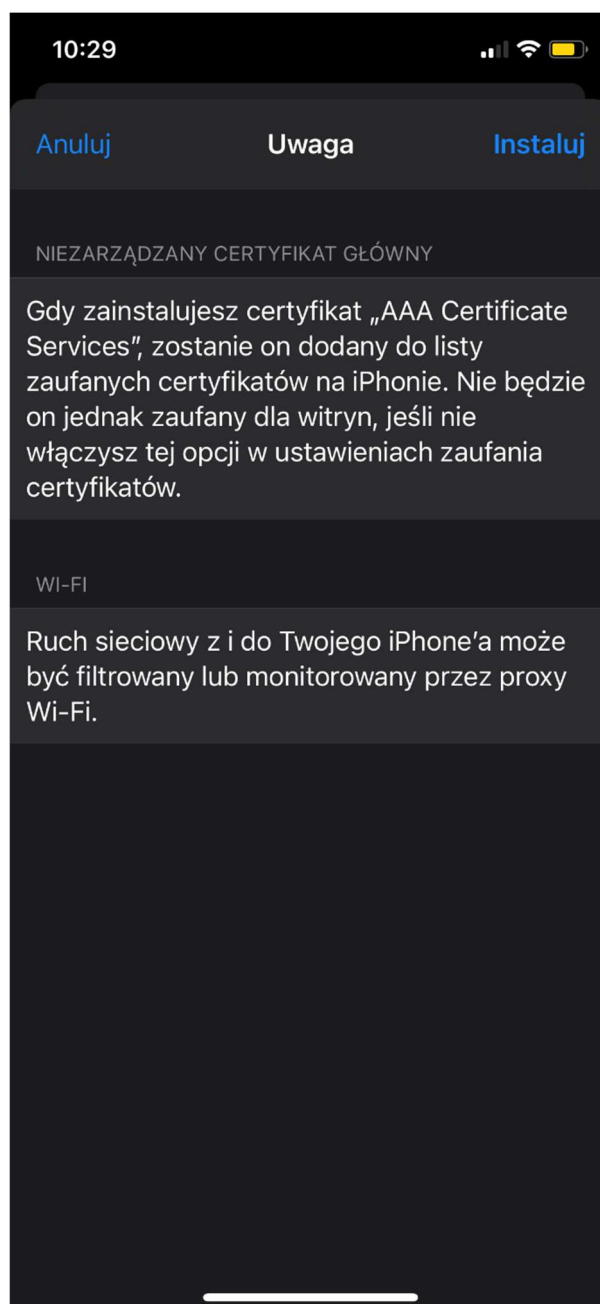 10:29
Anuluj Uwaga Instaluj
NIEZARZĄDZANY CERTYFIKAT GŁÓWNY
Gdy zainstalujesz certyfikat „AAA Certificate
Services”, zostanie on dodany do listy
zaufanych certyfikatów na iPhonie. Nie będzie
on jednak zaufany dla witryn, jeśli nie
włączysz tej opcji w ustawieniach zaufania
certyfikatów.
WI-FI
Ruch sieciowy z i do Twojego iPhone’a może
być filtrowany lub monitorowany przez proxy
Wi-Fi.